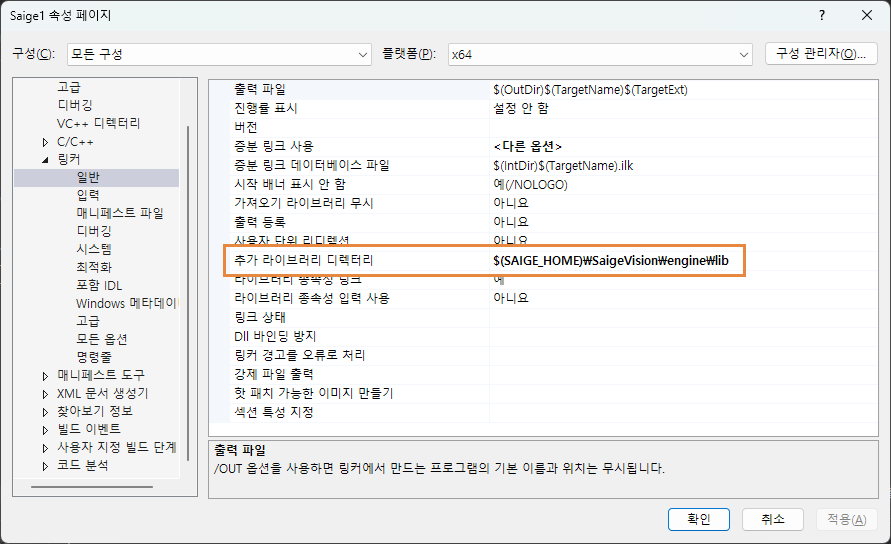 Saige1 속성 페이지
구성(C): 모든 구성 플랫폼(P): x64 구성 관리자(O)...
고급
디버깅
VC++ 디렉터리
C/C++
링커
일반
입력
매니페스트 파일
디버깅
시스템
최적화
포함 IDL
Windows 메타데이
고급
모든 옵션
명령줄
매니페스트 도구
XML 문서 생성기
찾아보기 정보
빌드 이벤트
사용자 지정 빌드 단계
코드 분석
출력 파일 $(OutDir)$(TargetName)$(TargetExt)
진행률 표시 설정 안 함
버전
증분 링크 사용 <다른 옵션>
증분 링크 데이터베이스 파일 $(IntDir)$(TargetName).ilk
시작 배너 표시 안 함 예(/NOLOGO)
가져오기 라이브러리 무시 아니요
출력 등록 아니요
사용자 단위 리디렉션 아니요
추가 라이브러리 디렉터리 $(SAIGE_HOME)₩SaigeVision₩engine₩lib
라이브러리 종속성 링크 예
라이브러리 종속성 입력 사용 아니요
링크 상태
Dll 바인딩 방지
링커 경고를 오류로 처리
강제 파일 출력
핫 패치 가능한 이미지 만들기
섹션 특성 지정
출력 파일
/OUT 옵션을 사용하면 링커에서 만드는 프로그램의 기본 이름과 위치는 무시됩니다.
확인 취소 적용(A)